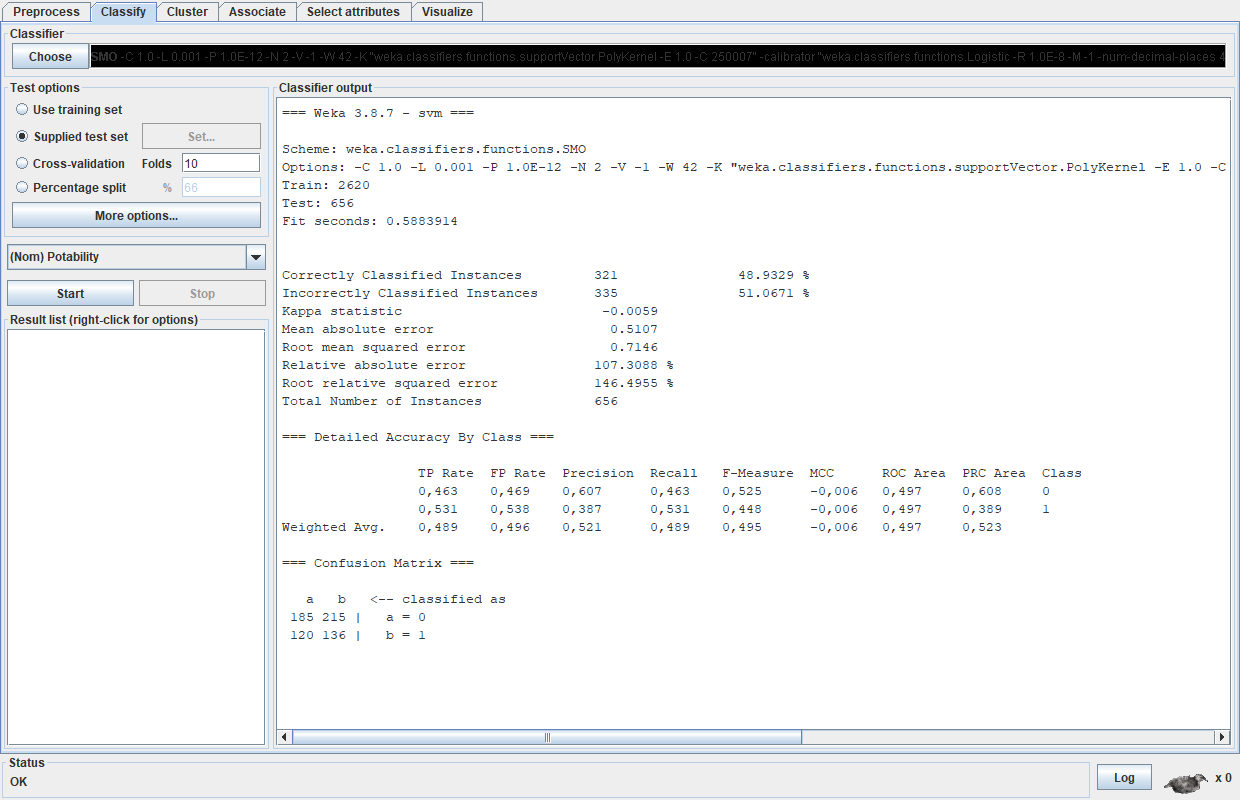 Preprocess Classify Cluster Associate Select attributes Visualize
Classifier
Choose SMO -C 1.0 -L 0.001 -P 1.0E-12 -N 2 -V -1 -W 42 -K "weka.classifiers.functions.supportVector.PolyKernel -E 1.0 -C 250007" -calibrator "weka.classifiers.functions.Logistic -R 1.0E-8 -M -1 -num-decimal-places 4
Test options
Use training set
Supplied test set Set...
Cross-validation Folds 10
Percentage split % 66
More options...
(Nom) Potability
Start Stop
Result list (right-click for options)
Classifier output
=== Weka 3.8.7 - svm ===
Scheme: weka.classifiers.functions.SMO
Options: -C 1.0 -L 0.001 -P 1.0E-12 -N 2 -V -1 -W 42 -K "weka.classifiers.functions.supportVector.PolyKernel -E 1.0 -C
Train: 2620
Test: 656
Fit seconds: 0.5883914
Correctly Classified Instances 321 48.9329 %
Incorrectly Classified Instances 335 51.0671 %
Kappa statistic -0.0059
Mean absolute error 0.5107
Root mean squared error 0.7146
Relative absolute error 107.3088 %
Root relative squared error 146.4955 %
Total Number of Instances 656
=== Detailed Accuracy By Class ===
TP Rate FP Rate Precision Recall F-Measure MCC ROC Area PRC Area Class
0,463 0,469 0,607 0,463 0,525 -0,006 0,497 0,608 0
0,531 0,538 0,387 0,531 0,448 -0,006 0,497 0,389 1
Weighted Avg. 0,489 0,496 0,521 0,489 0,495 -0,006 0,497 0,523
=== Confusion Matrix ===
a b <-- classified as
185 215 | a = 0
120 136 | b = 1
Status
OK
Log x 0